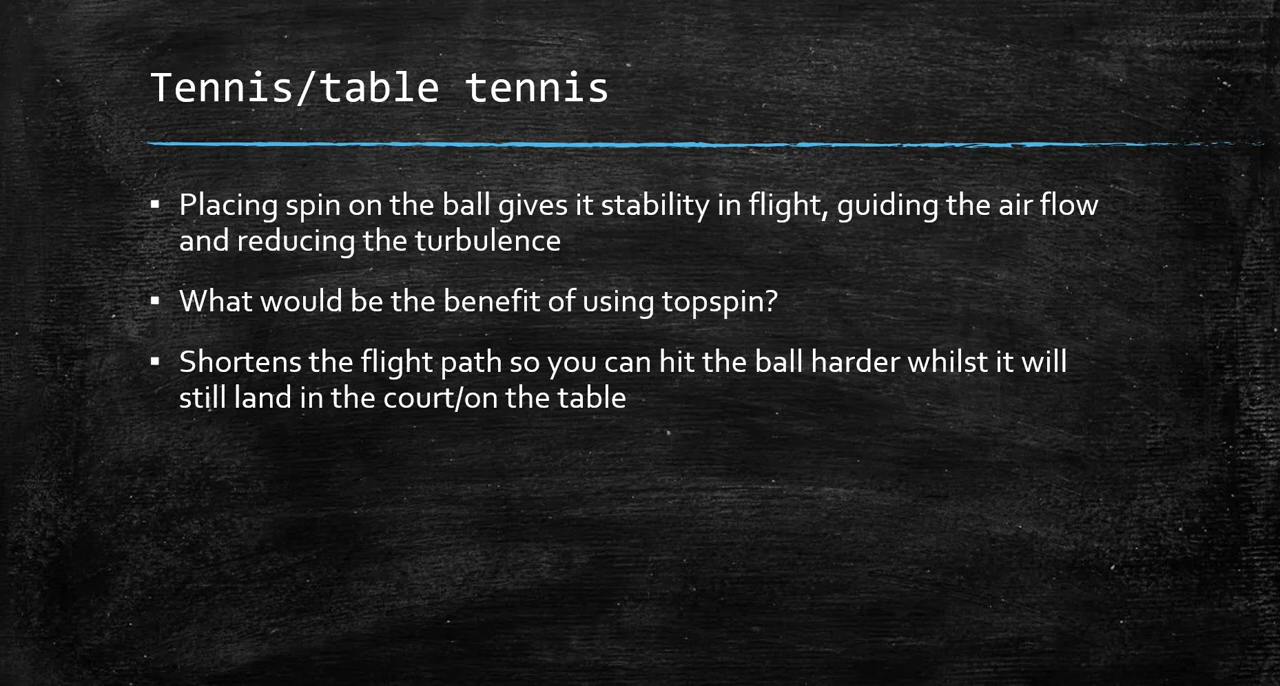 Tennis/table tennis
▪ Placing spin on the ball gives it stability in flight, guiding the air flow
and reducing the turbulence
▪ What would be the benefit of using topspin?
▪ Shortens the flight path so you can hit the ball harder whilst it will
still land in the court/on the table